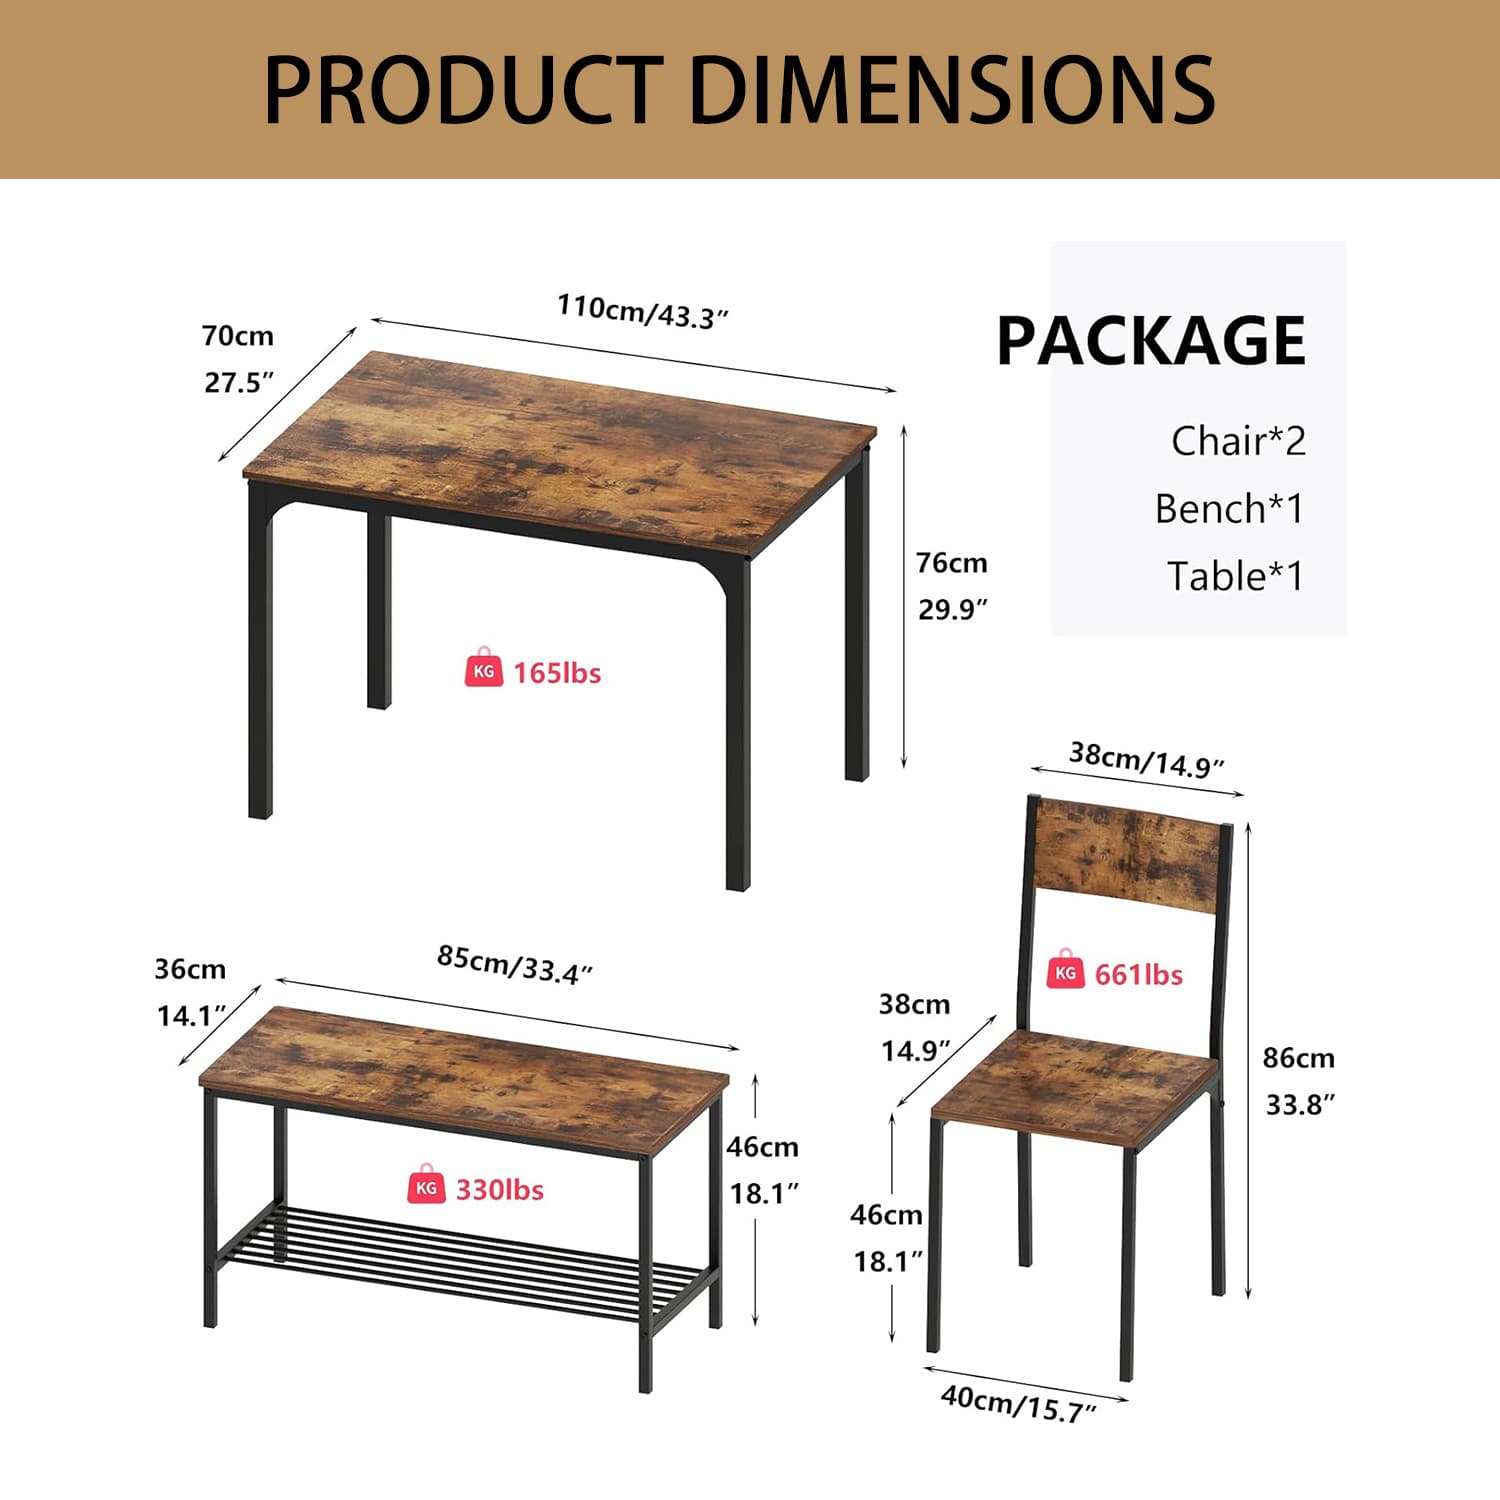 PRODUCT DIMENSIONS
110cm/43.3"
70cm
27.5"
PACKAGE
Chair*2
Bench*1
Table*1
76cm
29.9"
KG 165lbs
38cm/14.9"
85cm/33.4"
36cm
14.1"
KG 661lbs
38cm
14.9"
86cm
33.8"
46cm
18.1"
KG 330lbs
46cm
18.1"
40cm/15.7"